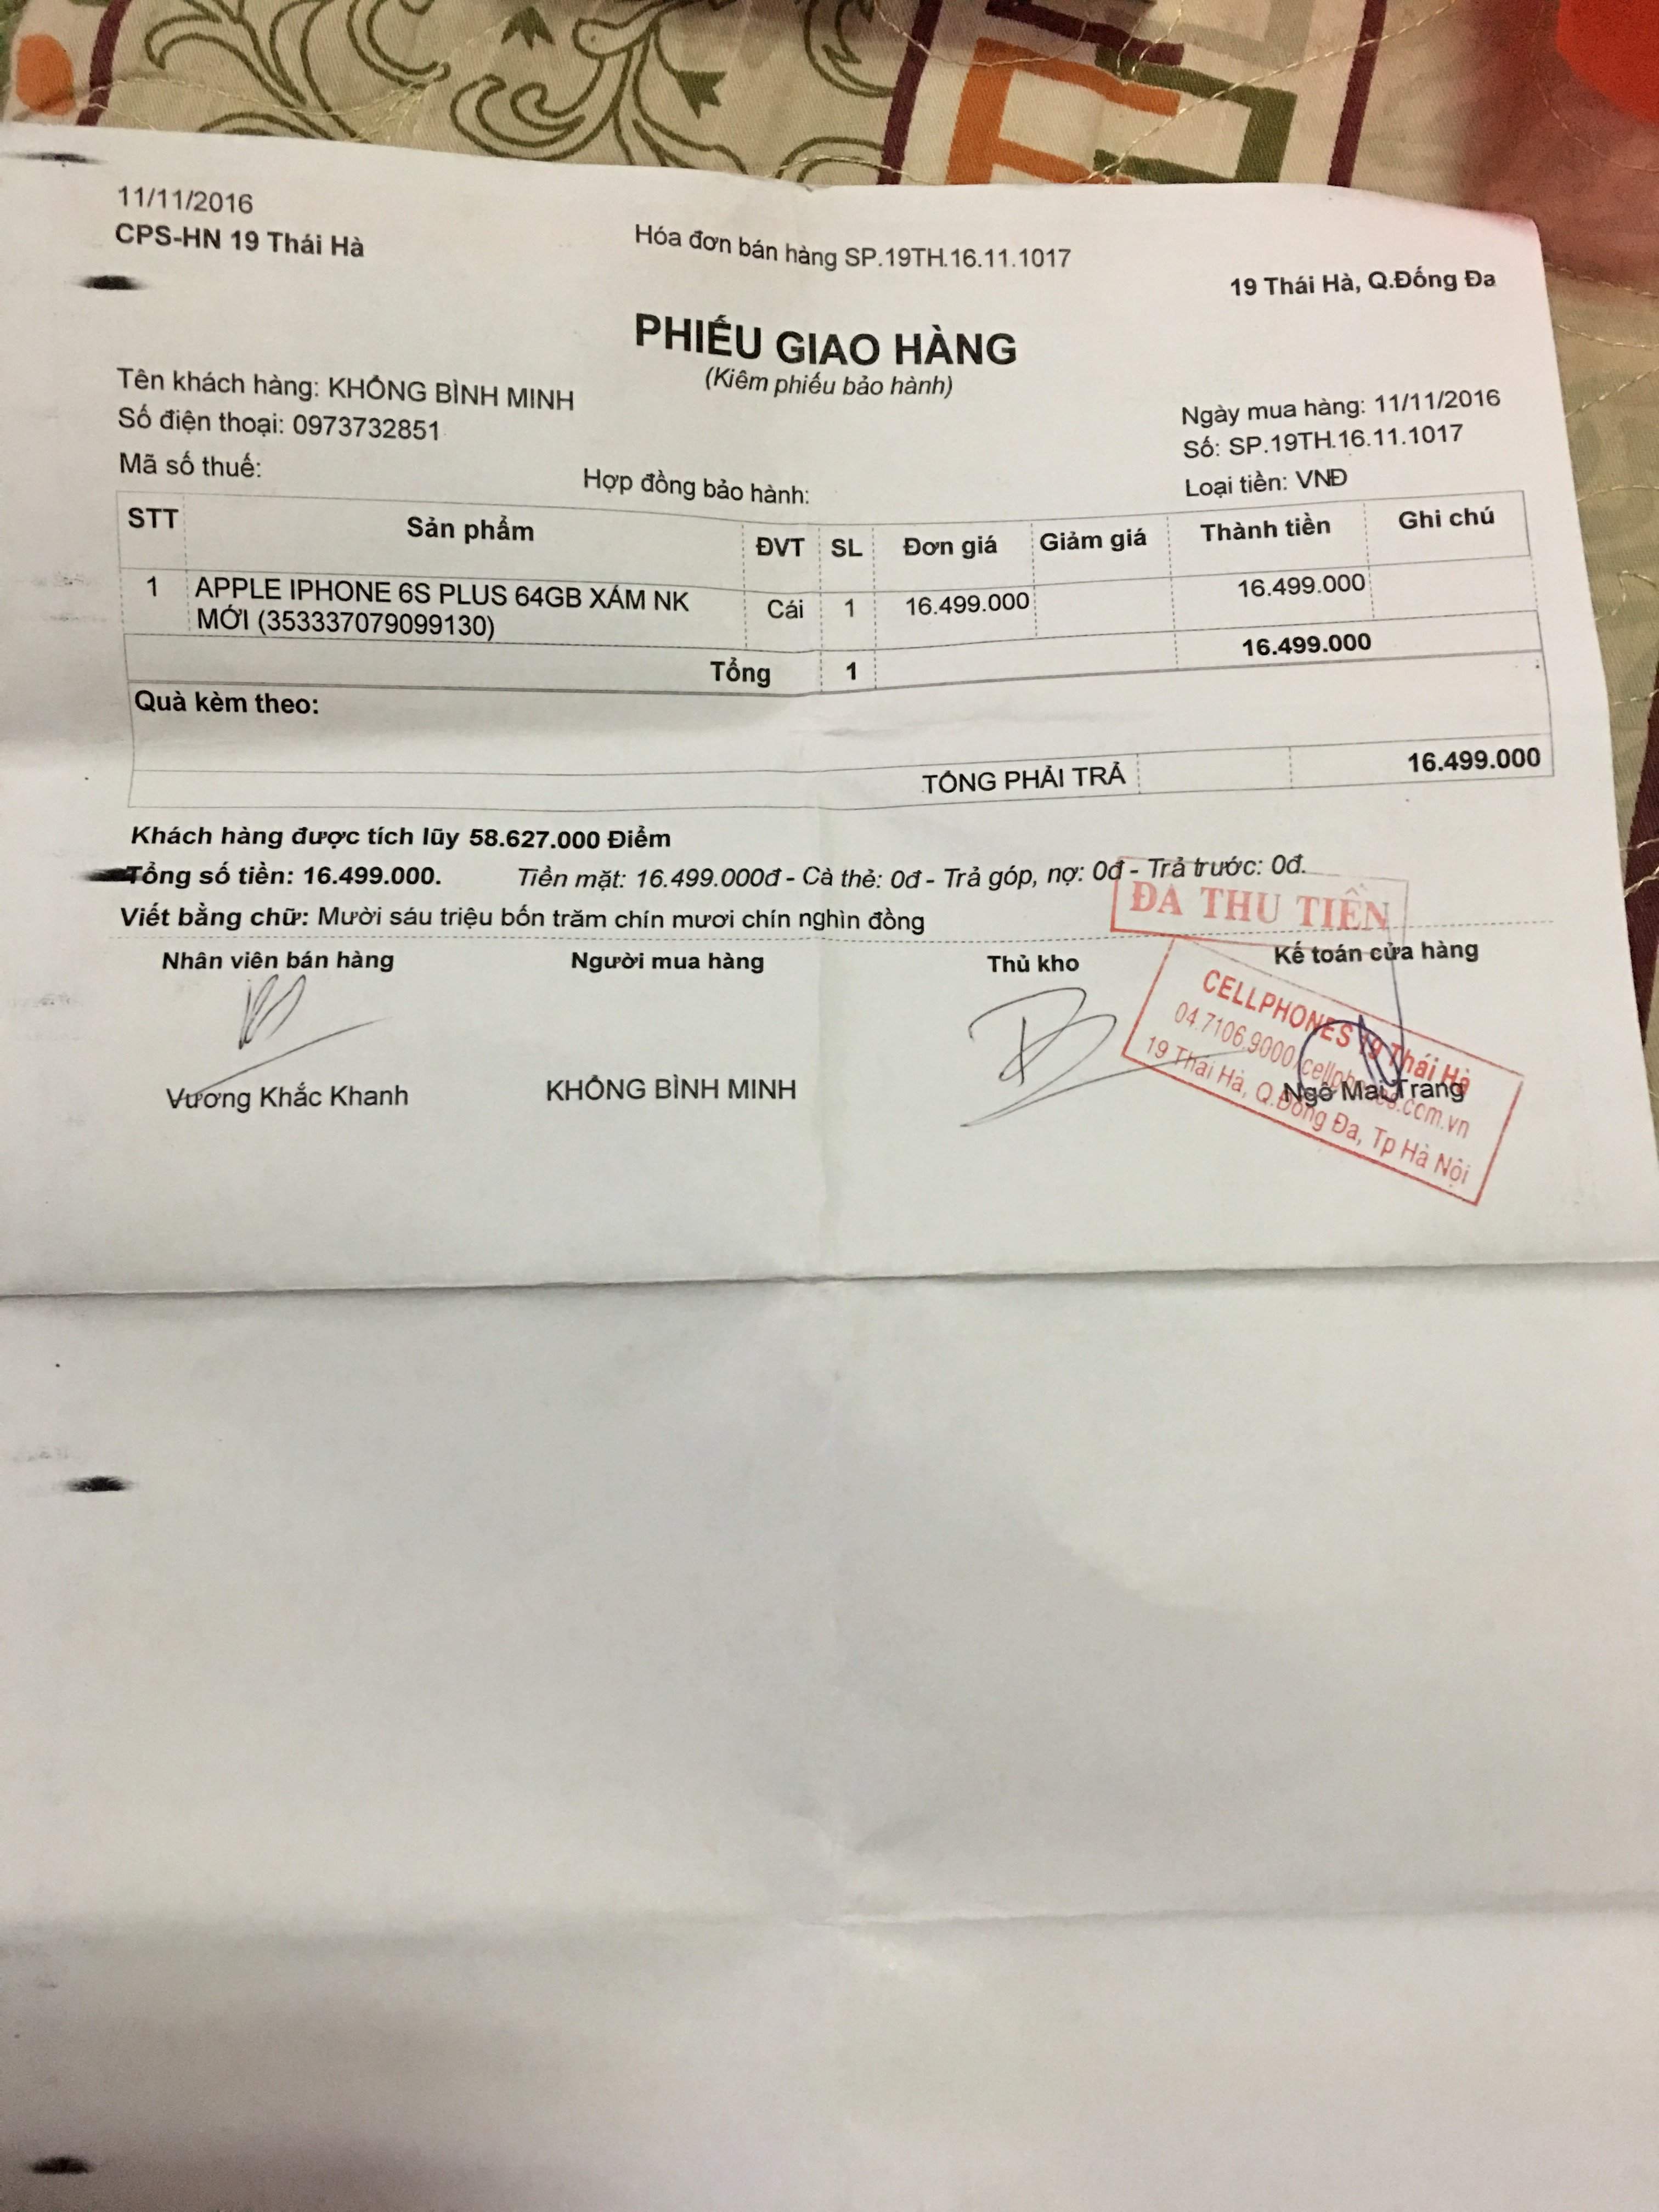 11/11/2016
CPS-HN 19 Thái Hà
Hóa đơn bán hàng SP.19TH.16.11.1017
19 Thái Hà, Q.Đống Đa
PHIẾU GIAO HÀNG
(Kiêm phiếu bảo hành)
Tên khách hàng: KHỔNG BÌNH MINH
Số điện thoại: 0973732851
Mã số thuế:
Hợp đồng bảo hành:
Ngày mua hàng: 11/11/2016
Số: SP.19TH.16.11.1017
Loại tiền: VNĐ
STT Sản phẩm ĐVT SL Đơn giá Giảm giá Thành tiền Ghi chú
1 APPLE IPHONE 6S PLUS 64GB XÁM NK Cái 1 16.499.000 16.499.000
MỚI (353337079099130)
Tổng 1 16.499.000
Quà kèm theo:
TỔNG PHẢI TRẢ 16.499.000
Khách hàng được tích lũy 58.627.000 Điểm
Tổng số tiền: 16.499.000. Tiền mặt: 16.499.000đ - Cà thẻ: 0đ - Trả góp, nợ: 0đ - Trả trước: 0đ.
Viết bằng chữ: Mười sáu triệu bốn trăm chín mươi chín nghìn đồng
ĐÃ THU TIỀN
Nhân viên bán hàng Người mua hàng Thủ kho Kế toán cửa hàng
CELLPHONES 19 Thái Hà
04.7106.9000/cellphones.com.vn
19 Thái Hà, Q.Đống Đa, Tp Hà Nội
Vương Khắc Khanh KHỔNG BÌNH MINH Ngô Mai Trang